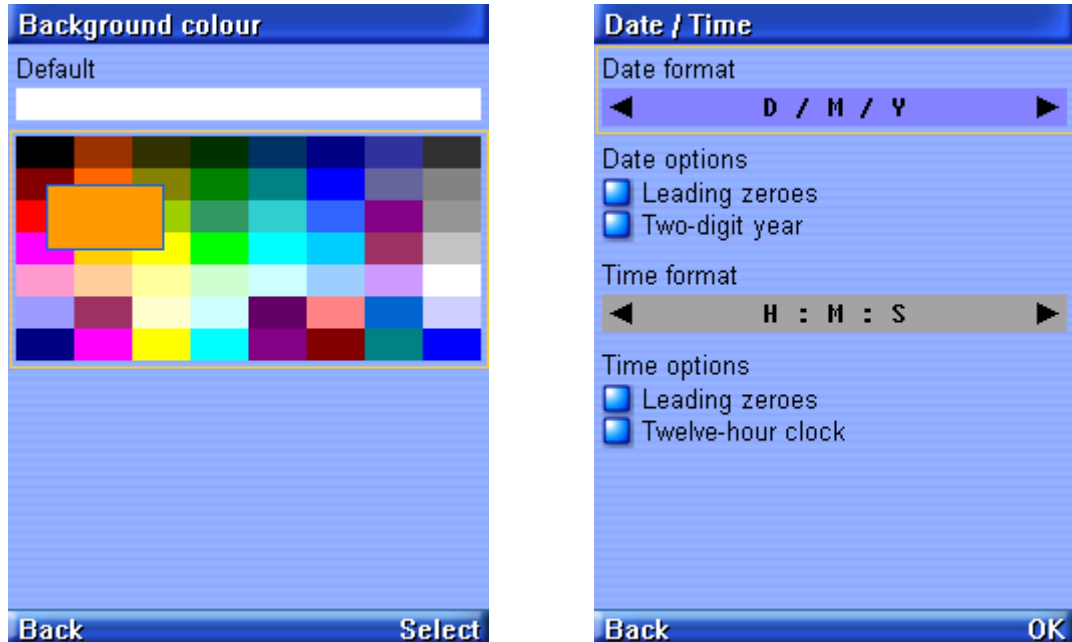 Background colour
Default
Back Select
Date / Time
Date format
D / M / Y
Date options
Leading zeroes
Two-digit year
Time format
H : M : S
Time options
Leading zeroes
Twelve-hour clock
Back OK